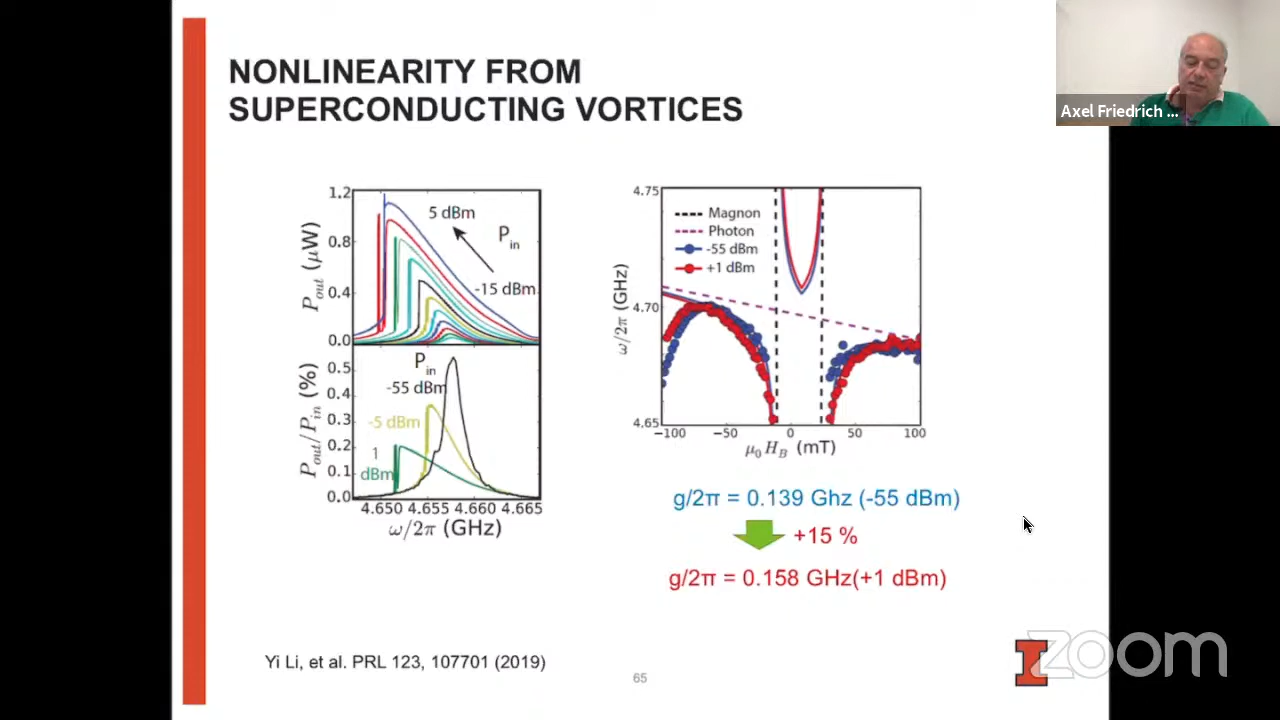 NONLINEARITY FROM
SUPERCONDUCTING VORTICES
Axel Friedrich ...
1.2
0.8
0.4
0.0
P_out (μW)
5 dBm
P_in
-15 dBm
0.5
0.4
0.3
0.2
0.1
0.0
P_out/P_in (%)
P_in
-55 dBm
-5 dBm
1
dBm
4.650 4.655 4.660 4.665
ω/2π (GHz)
4.75
4.70
4.65
ω/2π (GHz)
Magnon
Photon
-55 dBm
+1 dBm
−100 −50 0 50 100
μ₀ H_B (mT)
g/2π = 0.139 Ghz (-55 dBm)
+15 %
g/2π = 0.158 GHz(+1 dBm)
Yi Li, et al. PRL 123, 107701 (2019)
65
I
zoom